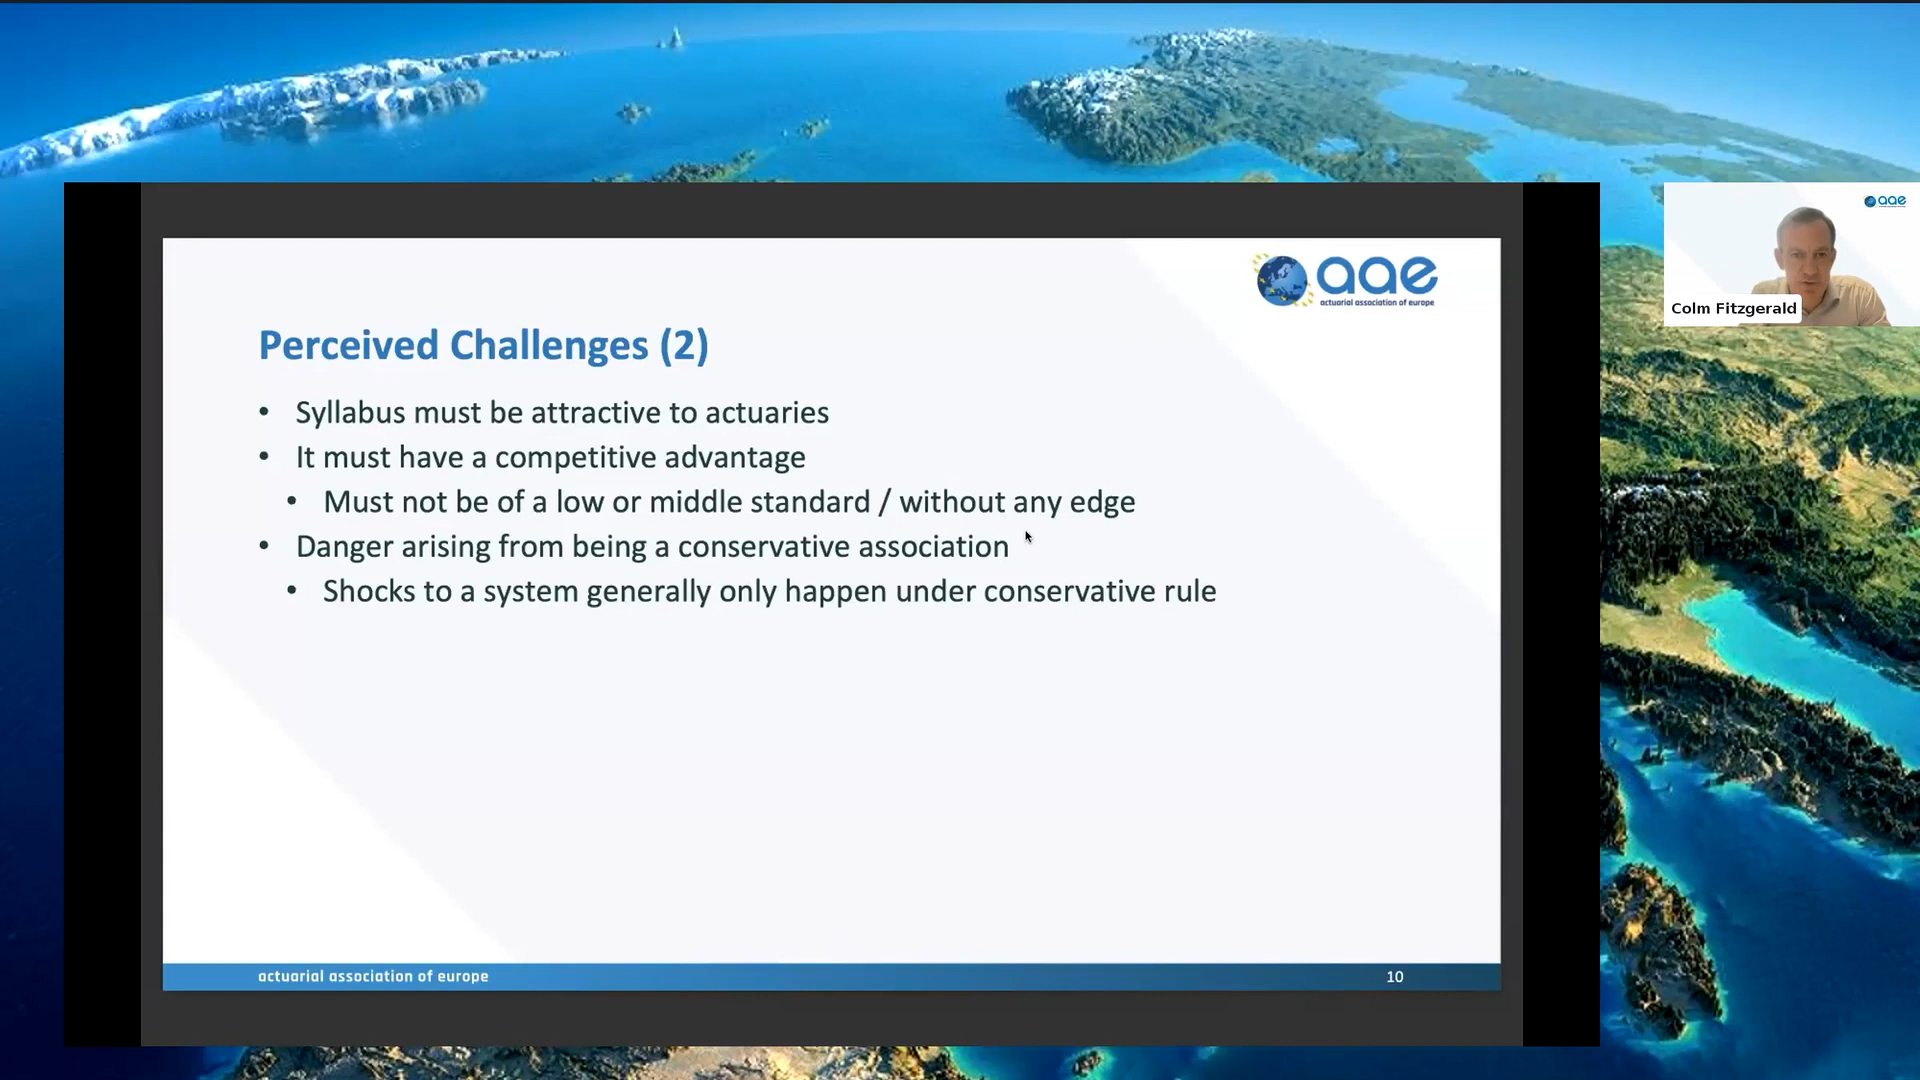 aae
actuarial association of europe
aae
Colm Fitzgerald
Perceived Challenges (2)
• Syllabus must be attractive to actuaries
• It must have a competitive advantage
• Must not be of a low or middle standard / without any edge
• Danger arising from being a conservative association
• Shocks to a system generally only happen under conservative rule
actuarial association of europe
10